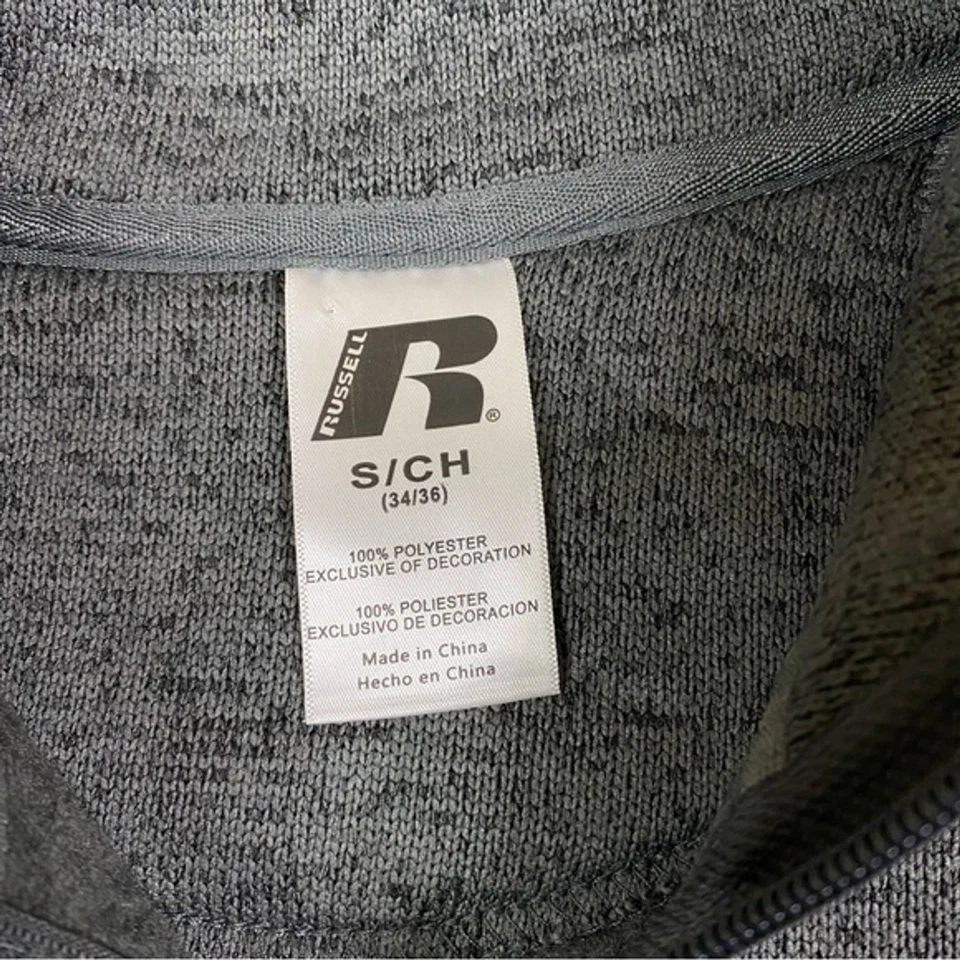 RUSSELL
R ®
S/CH
(34/36)
100% POLYESTER
EXCLUSIVE OF DECORATION
100% POLIESTER
EXCLUSIVO DE DECORACION
Made in China
Hecho en China